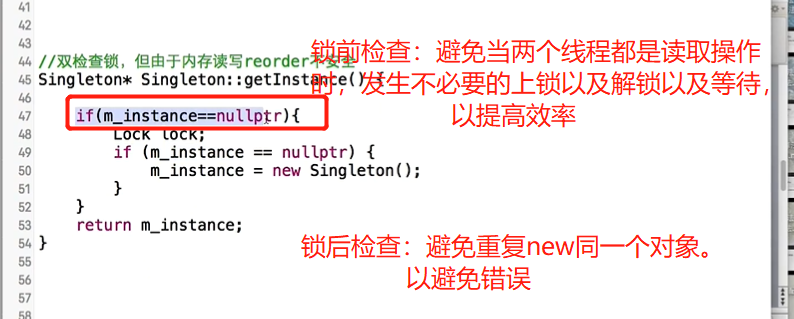 41
42
43
44 //双检查锁，但由于内存读写reorder不安全
锁前检查：避免当两个线程都是读取操作
45 Singleton* Singleton::getInstance() {
时，发生不必要的上锁以及解锁以及等待，
46
47 if(m_instance==nullptr){
以提高效率
48 Lock lock;
49 if (m_instance == nullptr) {
50 m_instance = new Singleton();
51 }
52 }
53 return m_instance;
54 }
锁后检查：避免重复new同一个对象。
55
以避免错误
56
57
58